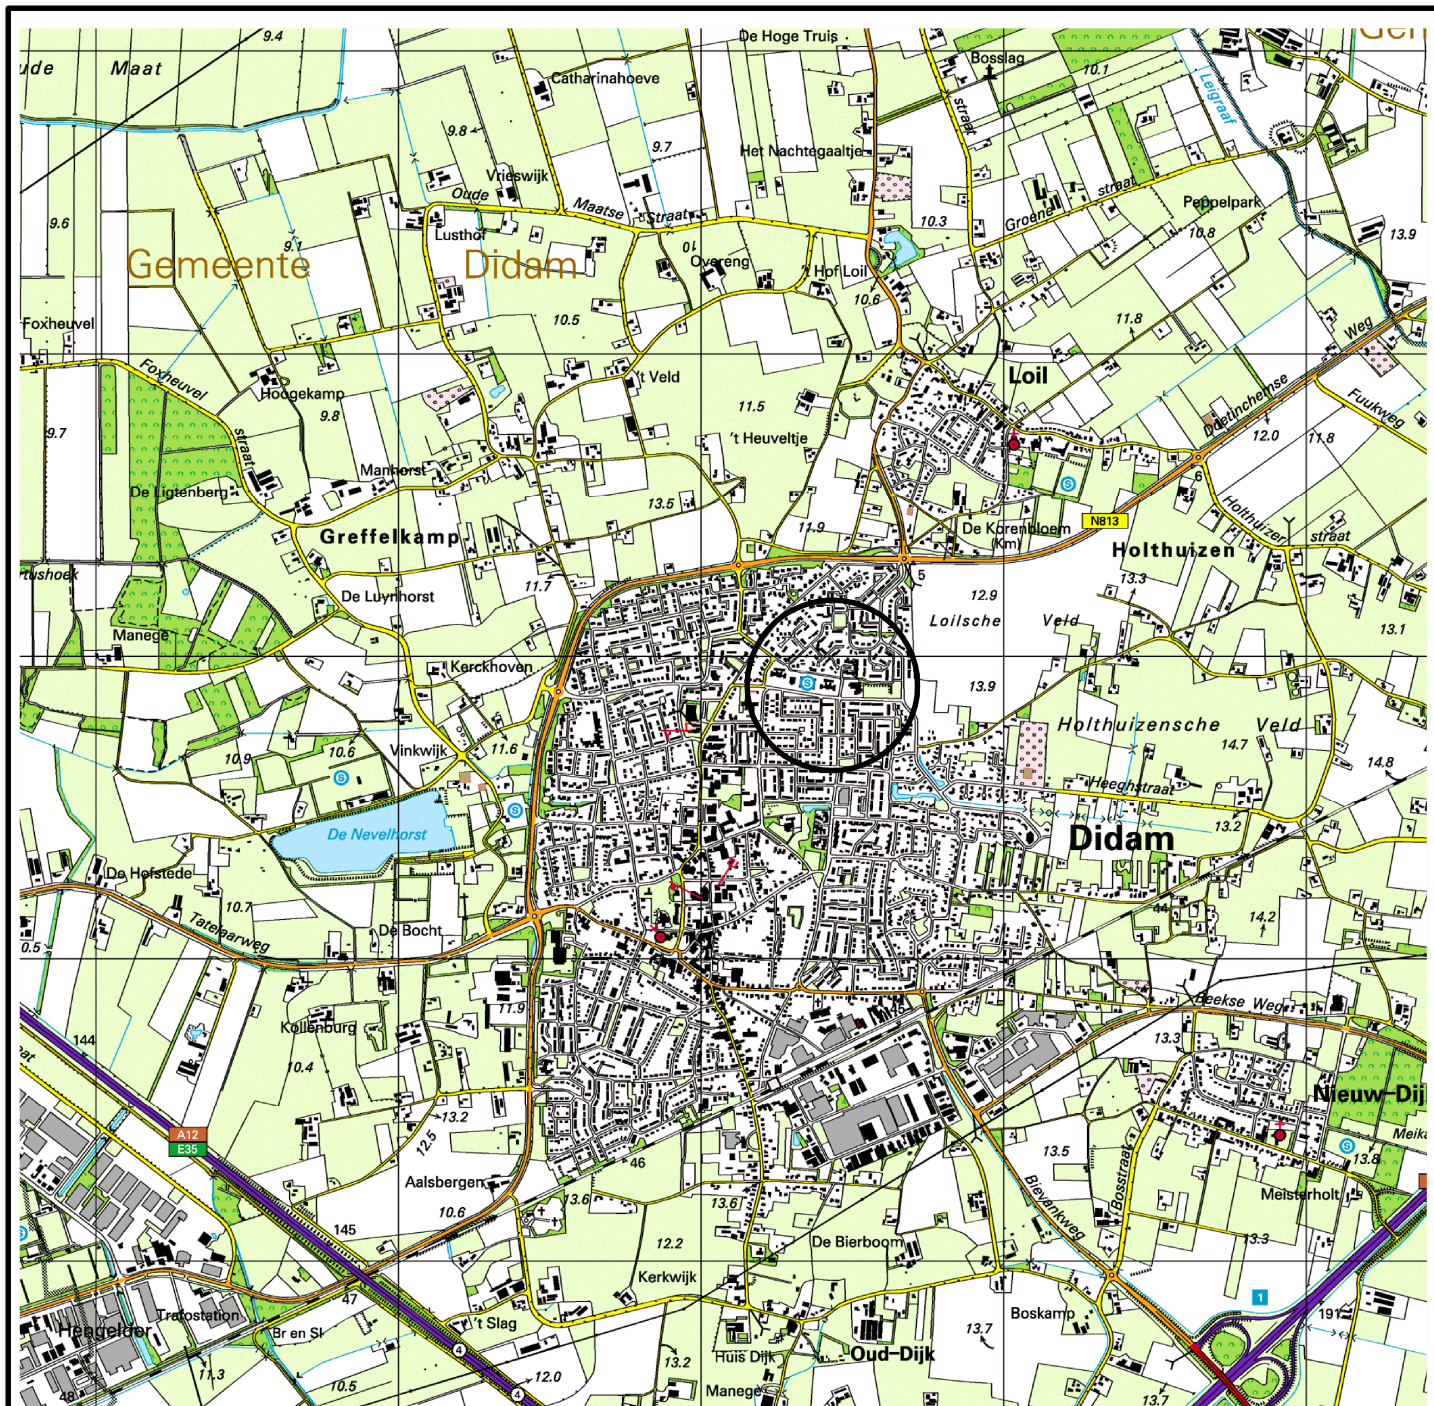 9.4
De Hoge Truis
Bosslag
ude Maat
10.1
Catharinahoeve
Leigraaf
straat
9.8
9.7
Het Nachtegaaltje
Vrieswijk
Oude Maatse Straat
Groene straat
Peppelpark
9.6
10.3
10.8
13.9
Lusthof
10
Gemeente Didam
Overeng
't Hof Loil
10.6
Foxheuvel
10.5
11.8
Weg
Foxheuvel
straat
't Veld
Loil
Hoogekamp
9.8
11.5
Doetinchemse
Fuukweg
9.7
't Heuveltje
12.0
11.8
Manhorst
De Ligtenberg
6
13.5
Holthuizer
straat
N813
11.9
De Korenbloem
(Km)
Greffelkamp
Holthuizen
rtushoek
11.7
5
13.3
De Luynhorst
12.9
Loilsche Veld
Manege
13.1
Kerckhoven
13.9
S
Holthuizensche Veld
10.6
11.6
14.7
10.9
Vinkwijk
14.8
Heeghstraat
De Nevelhorst
13.2
Didam
De Hofstede
10.7
44
14.2
Tatelaarweg
De Bocht
0.5
11.9
Beekse Weg
Kollenburg
144
13.3
10.4
Nieuw-Dij
13.2
A12
E35
12.5
Meika
13.5
13.8
46
Aalsbergen
Bosstraat
Meisterholt
13.6
13.6
10.6
Bievankweg
145
12.2
De Bierboom
13.3
Kerkwijk
47
1
Trafostation
Boskamp
191
Hengelder
Br en Sl
't Slag
13.7
4
Huis Dijk
Oud-Dijk
11.3
13.2
12.0
48
10.5
4
Manege
13.7